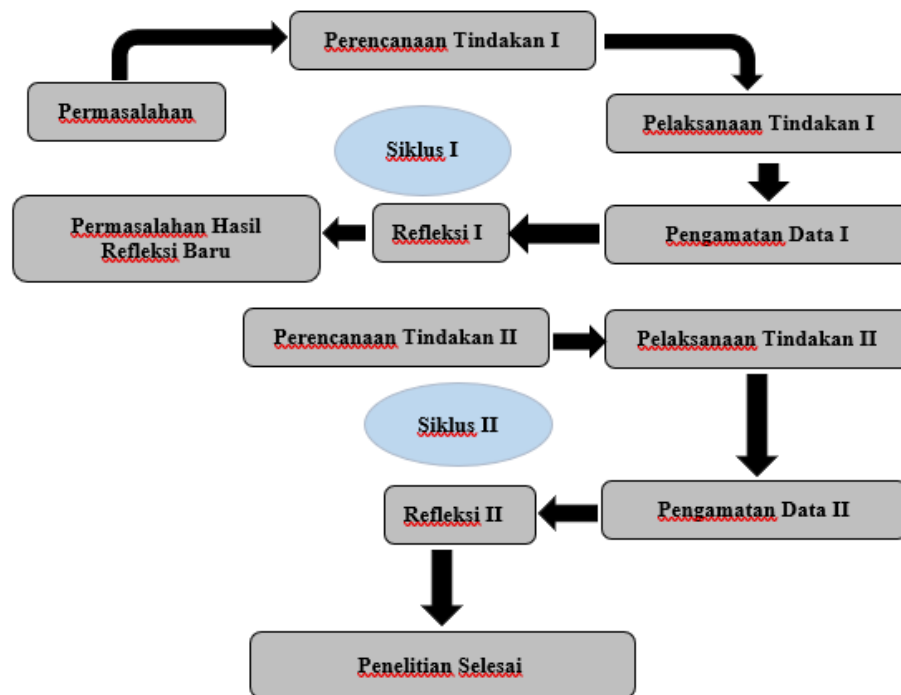 Perencanaan Tindakan I
Permasalahan
Pelaksanaan Tindakan I
Siklus I
Permasalahan Hasil
Refleksi Baru
Refleksi I
Pengamatan Data I
Perencanaan Tindakan II
Pelaksanaan Tindakan II
Siklus II
Refleksi II
Pengamatan Data II
Penelitian Selesai